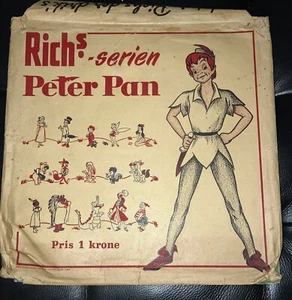 Richs.-serien
Peter Pan
Pris 1 krone